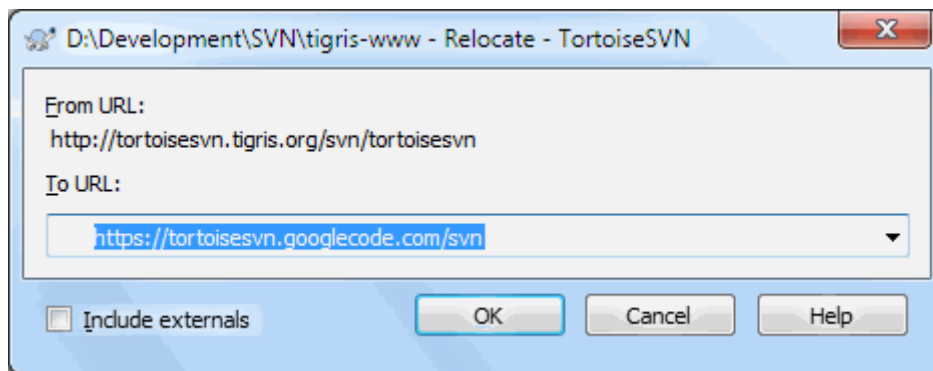 D:\Development\SVN\tigris-www - Relocate - TortoiseSVN
From URL:
http://tortoisesvn.tigris.org/svn/tortoisesvn
To URL:
https://tortoisesvn.googlecode.com/svn
Include externals
OK
Cancel
Help